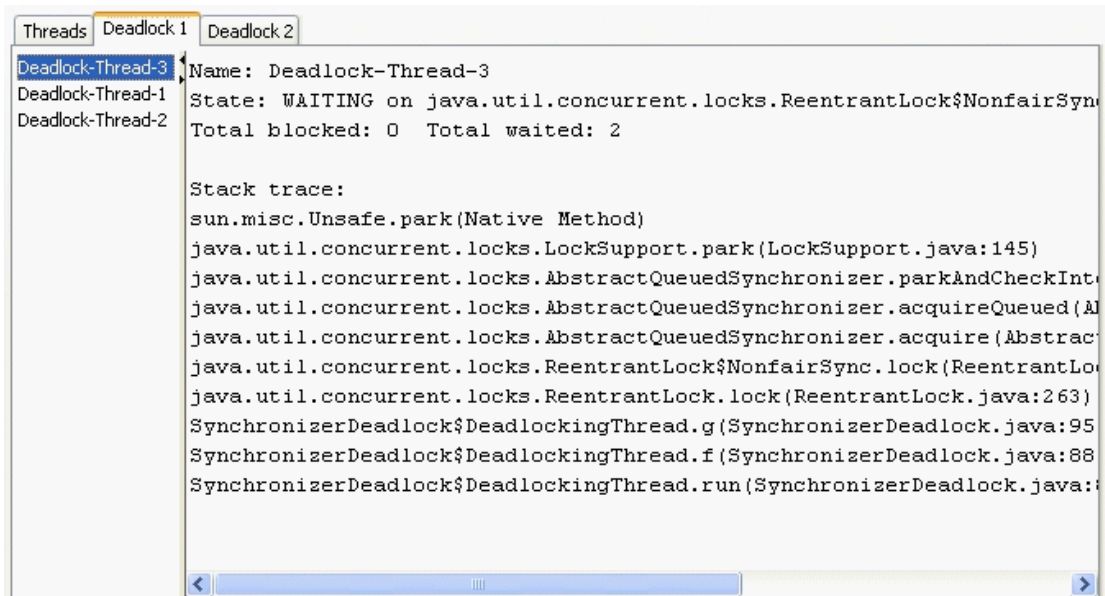 Threads Deadlock 1 Deadlock 2
Deadlock-Thread-3
Deadlock-Thread-1
Deadlock-Thread-2
Name: Deadlock-Thread-3
State: WAITING on java.util.concurrent.locks.ReentrantLock$NonfairSyn
Total blocked: 0 Total waited: 2
Stack trace:
sun.misc.Unsafe.park(Native Method)
java.util.concurrent.locks.LockSupport.park(LockSupport.java:145)
java.util.concurrent.locks.AbstractQueuedSynchronizer.parkAndCheckInt
java.util.concurrent.locks.AbstractQueuedSynchronizer.acquireQueued(A
java.util.concurrent.locks.AbstractQueuedSynchronizer.acquire(Abstrac
java.util.concurrent.locks.ReentrantLock$NonfairSync.lock(ReentrantLo
java.util.concurrent.locks.ReentrantLock.lock(ReentrantLock.java:263)
SynchronizerDeadlock$DeadlockingThread.g(SynchronizerDeadlock.java:95
SynchronizerDeadlock$DeadlockingThread.f(SynchronizerDeadlock.java:88
SynchronizerDeadlock$DeadlockingThread.run(SynchronizerDeadlock.java: